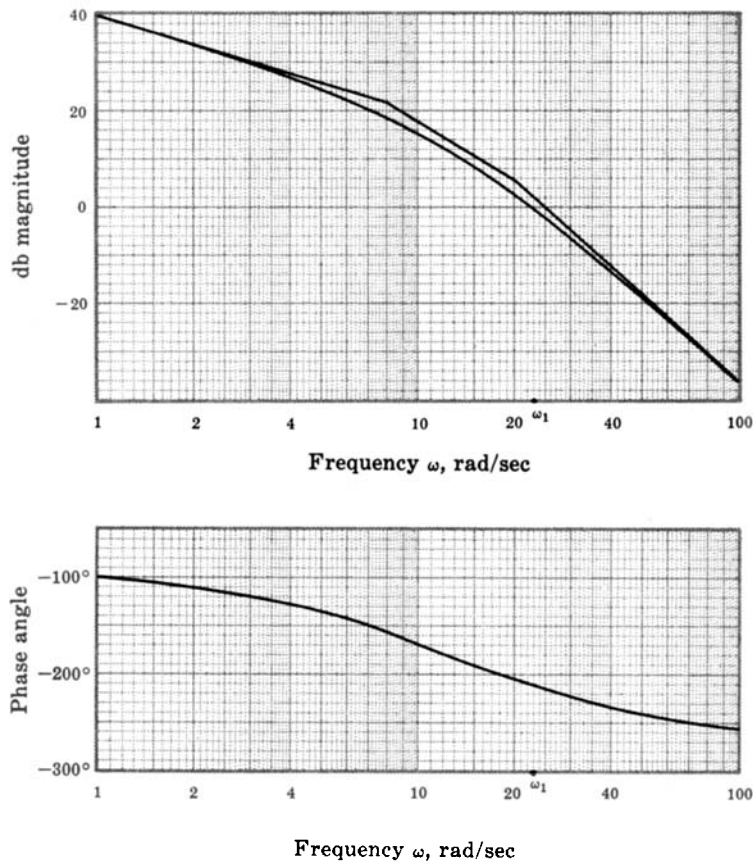 40
20
0
−20
db magnitude
1 2 4 10 20 ω₁ 40 100
Frequency ω, rad/sec
−100°
−200°
−300°
Phase angle
1 2 4 10 20 ω₁ 40 100
Frequency ω, rad/sec